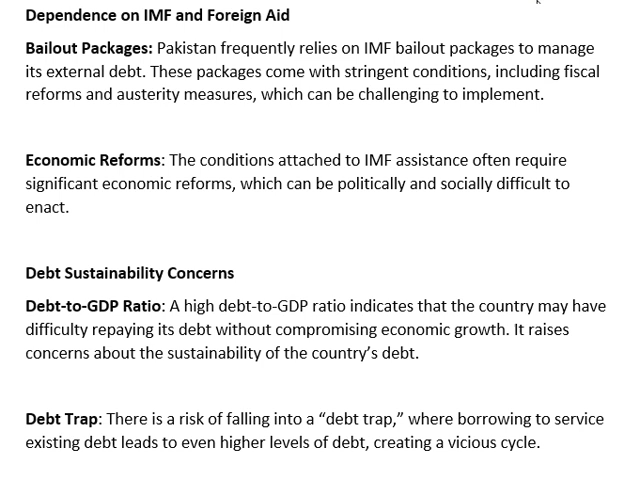 Dependence on IMF and Foreign Aid
Bailout Packages: Pakistan frequently relies on IMF bailout packages to manage
its external debt. These packages come with stringent conditions, including fiscal
reforms and austerity measures, which can be challenging to implement.
Economic Reforms: The conditions attached to IMF assistance often require
significant economic reforms, which can be politically and socially difficult to
enact.
Debt Sustainability Concerns
Debt-to-GDP Ratio: A high debt-to-GDP ratio indicates that the country may have
difficulty repaying its debt without compromising economic growth. It raises
concerns about the sustainability of the country’s debt.
Debt Trap: There is a risk of falling into a “debt trap,” where borrowing to service
existing debt leads to even higher levels of debt, creating a vicious cycle.